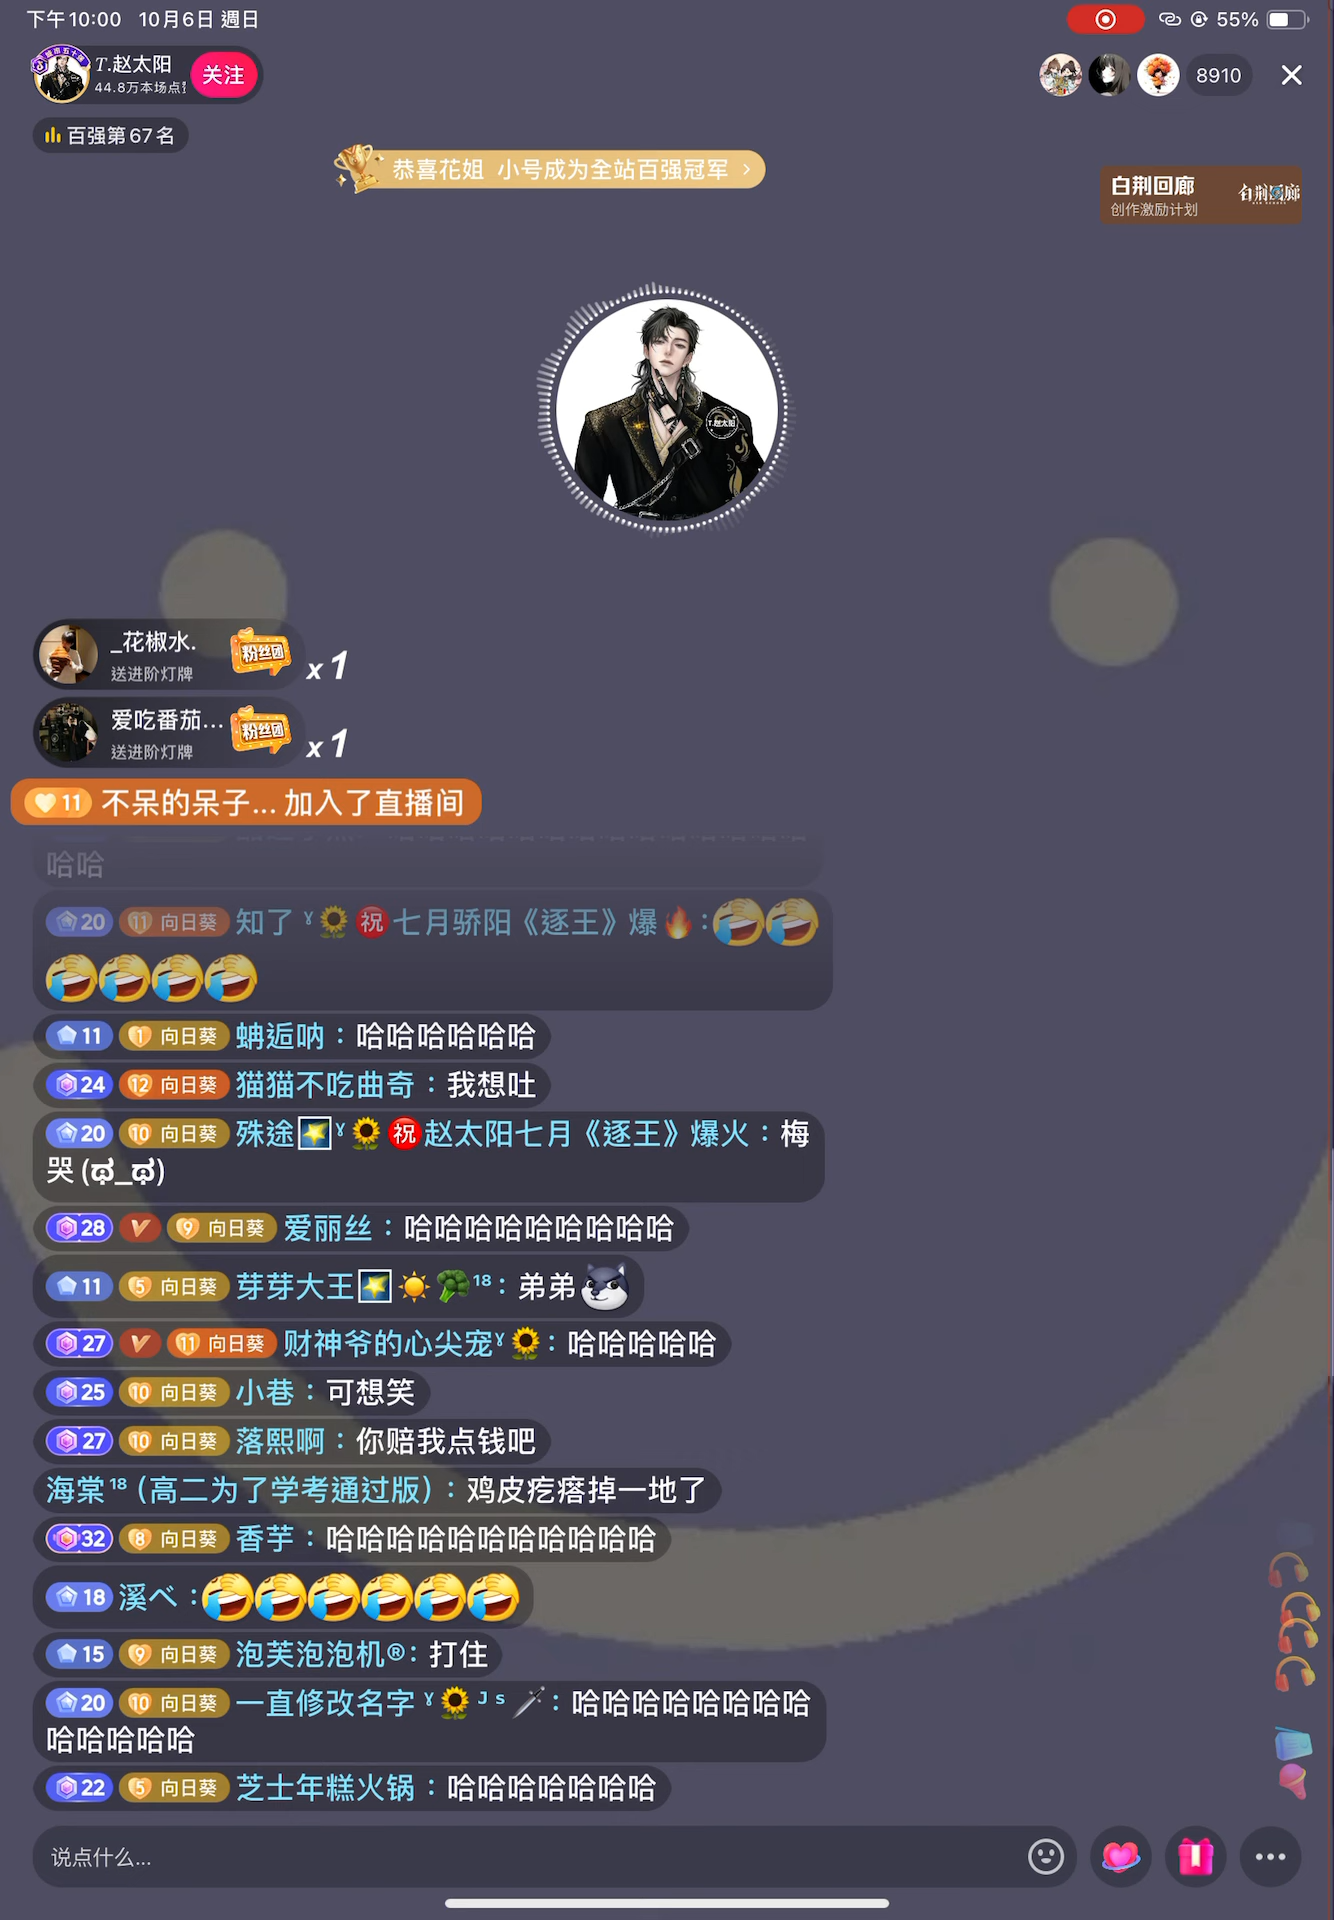 下午10:00 10月6日 週日
55%
T.赵太阳
44.8万本场点
关注
8910
百强第67名
恭喜花姐 小号成为全站百强冠军
白荆回廊
创作激励计划
白荆回廊
T.赵太阳
_花椒水.
送进阶灯牌
粉丝团
x1
爱吃番茄...
送进阶灯牌
粉丝团
x1
11 不呆的呆子... 加入了直播间
哈哈
20 11 向日葵 知了ˠ🌻㊗️七月骄阳《逐王》爆🔥:🤣🤣
🤣🤣🤣🤣
11 1 向日葵 蚺逅呐：哈哈哈哈哈哈
24 12 向日葵 猫猫不吃曲奇：我想吐
20 10 向日葵 殊途🌠ˠ🌻㊗️赵太阳七月《逐王》爆火：梅
哭 (ಥ_ಥ)
28 V 9 向日葵 爱丽丝：哈哈哈哈哈哈哈哈哈
11 5 向日葵 芽芽大王🌠☀️🥦¹⁸：弟弟
27 V 11 向日葵 财神爷的心尖宠ˠ🌻：哈哈哈哈哈
25 10 向日葵 小巷：可想笑
27 10 向日葵 落熙啊：你赔我点钱吧
海棠¹⁸（高二为了学考通过版）：鸡皮疙瘩掉一地了
32 8 向日葵 香芋：哈哈哈哈哈哈哈哈哈哈哈
18 溪べ：🤣🤣🤣🤣🤣🤣
15 9 向日葵 泡芙泡泡机®：打住
20 10 向日葵 一直修改名字ˠ🌻ᴶˢ🗡：哈哈哈哈哈哈哈哈
哈哈哈哈哈
22 5 向日葵 芝士年糕火锅：哈哈哈哈哈哈哈
说点什么...